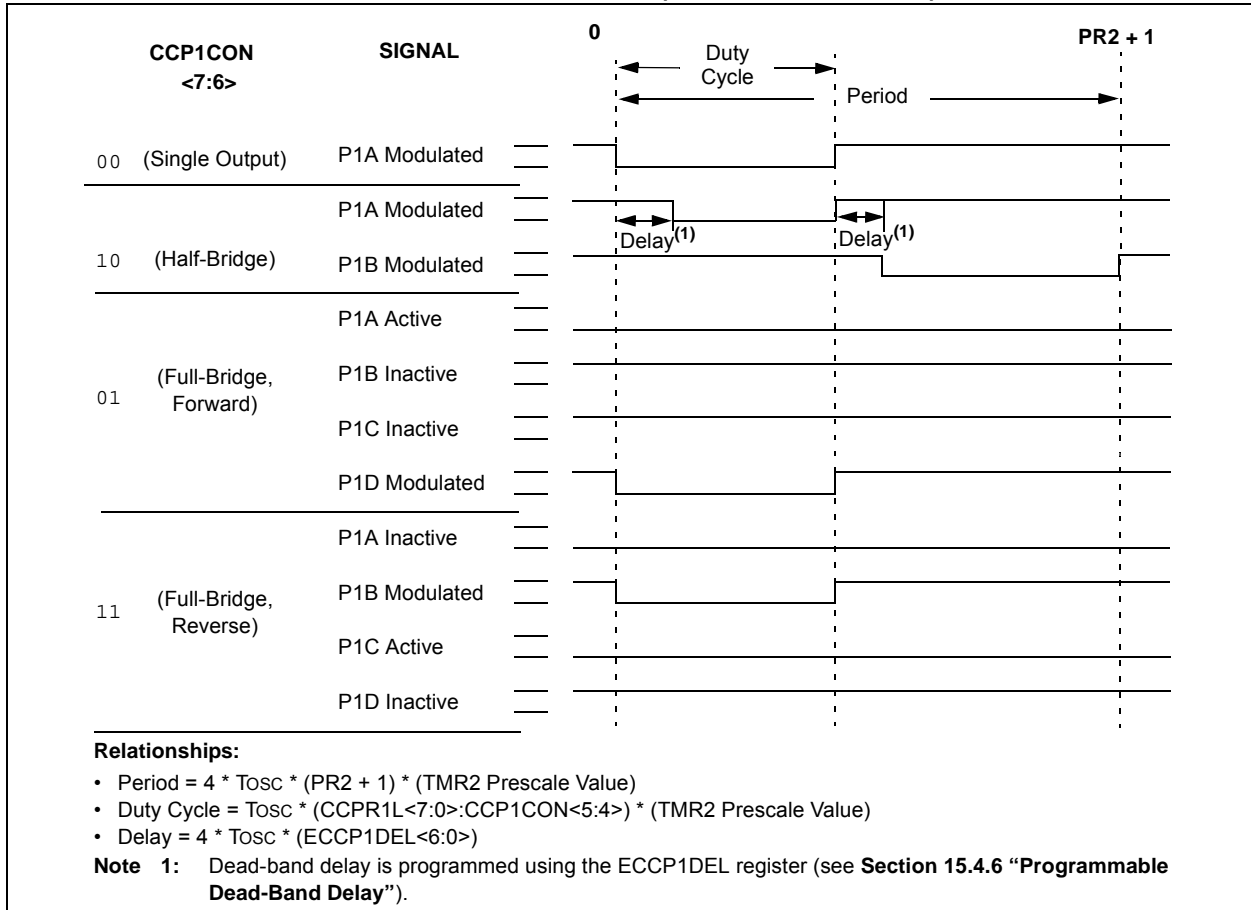 0
PR2 + 1
CCP1CON
<7:6>
SIGNAL
Duty
Cycle
Period
00 (Single Output) P1A Modulated
P1A Modulated
Delay(1) Delay(1)
10 (Half-Bridge) P1B Modulated
P1A Active
P1B Inactive
01 (Full-Bridge,
Forward)
P1C Inactive
P1D Modulated
P1A Inactive
P1B Modulated
11 (Full-Bridge,
Reverse)
P1C Active
P1D Inactive
Relationships:
• Period = 4 * TOSC * (PR2 + 1) * (TMR2 Prescale Value)
• Duty Cycle = TOSC * (CCPR1L<7:0>:CCP1CON<5:4>) * (TMR2 Prescale Value)
• Delay = 4 * TOSC * (ECCP1DEL<6:0>)
Note 1: Dead-band delay is programmed using the ECCP1DEL register (see Section 15.4.6 “Programmable
Dead-Band Delay”).